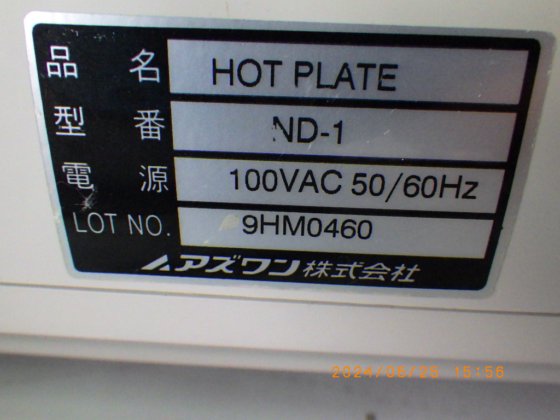 品名 HOT PLATE
型番 ND-1
電源 100VAC 50/60Hz
LOT NO. 9HM0460
アズワン株式会社
2024/06/26 15:56